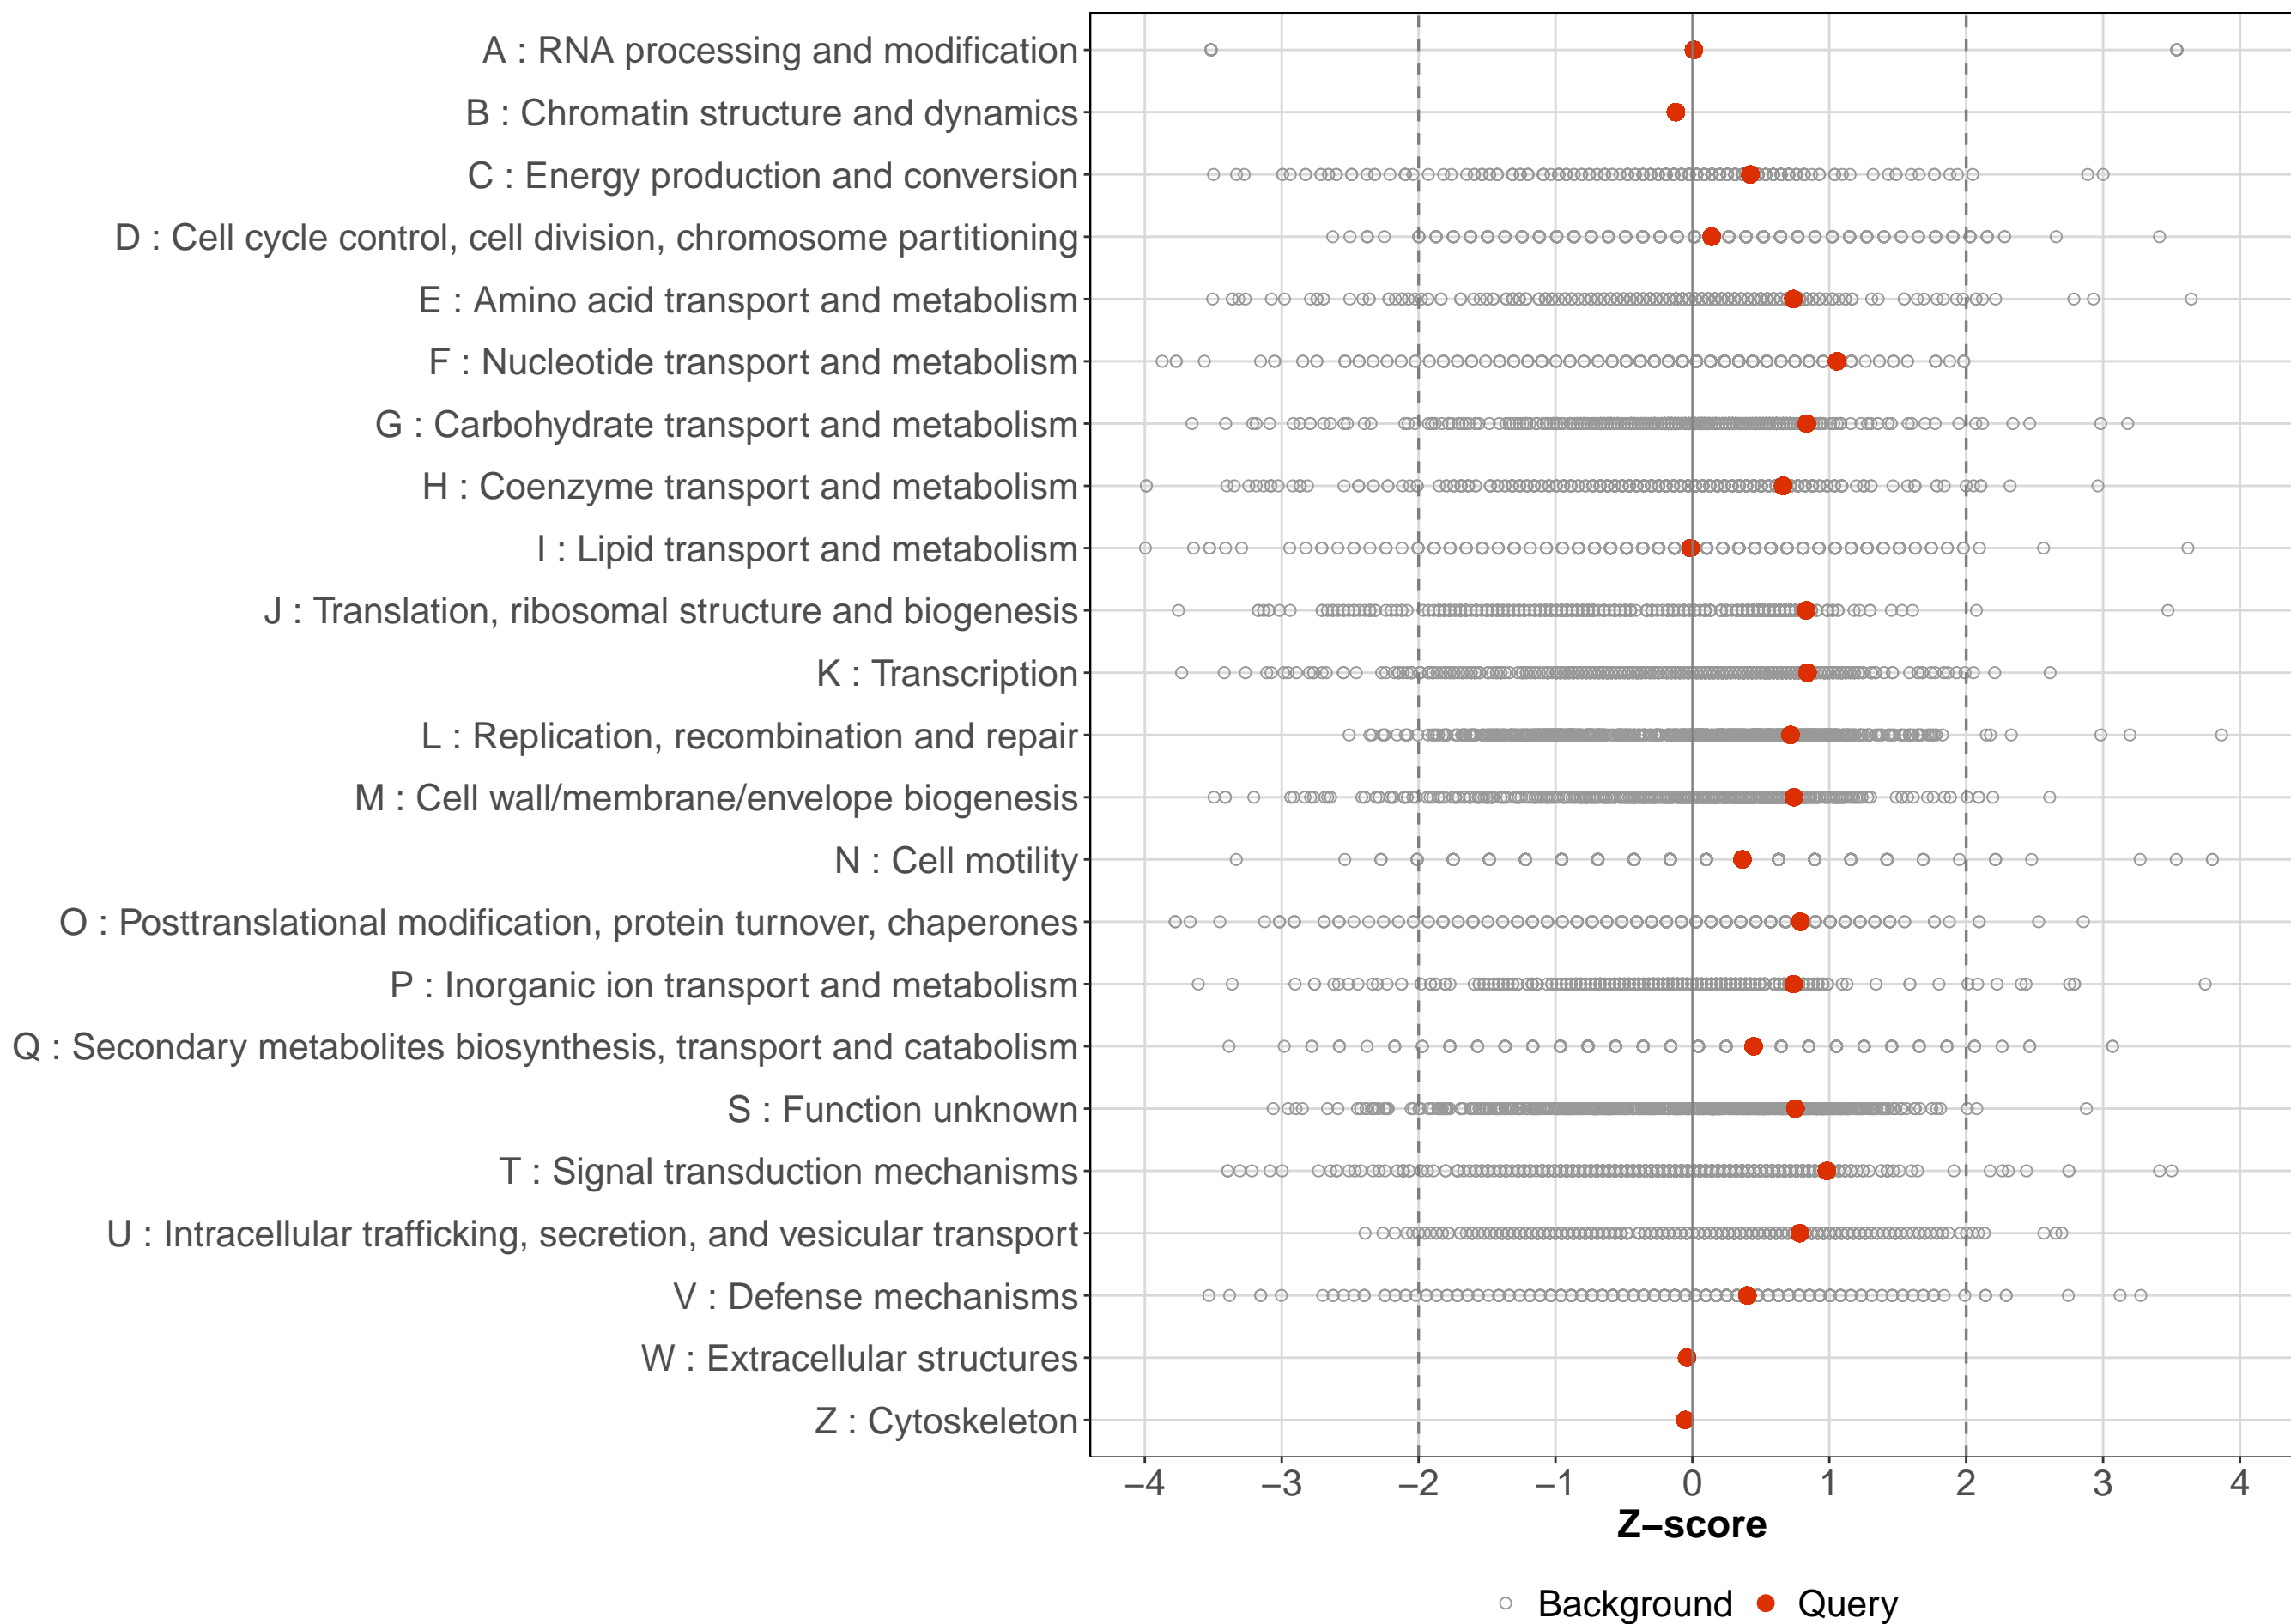 A : RNA processing and modification
B : Chromatin structure and dynamics
C : Energy production and conversion
D : Cell cycle control, cell division, chromosome partitioning
E : Amino acid transport and metabolism
F : Nucleotide transport and metabolism
G : Carbohydrate transport and metabolism
H : Coenzyme transport and metabolism
I : Lipid transport and metabolism
J : Translation, ribosomal structure and biogenesis
K : Transcription
L : Replication, recombination and repair
M : Cell wall/membrane/envelope biogenesis
N : Cell motility
O : Posttranslational modification, protein turnover, chaperones
P : Inorganic ion transport and metabolism
Q : Secondary metabolites biosynthesis, transport and catabolism
S : Function unknown
T : Signal transduction mechanisms
U : Intracellular trafficking, secretion, and vesicular transport
V : Defense mechanisms
W : Extracellular structures
Z : Cytoskeleton
−4 −3 −2 −1 0 1 2 3 4
Z−score
Background Query